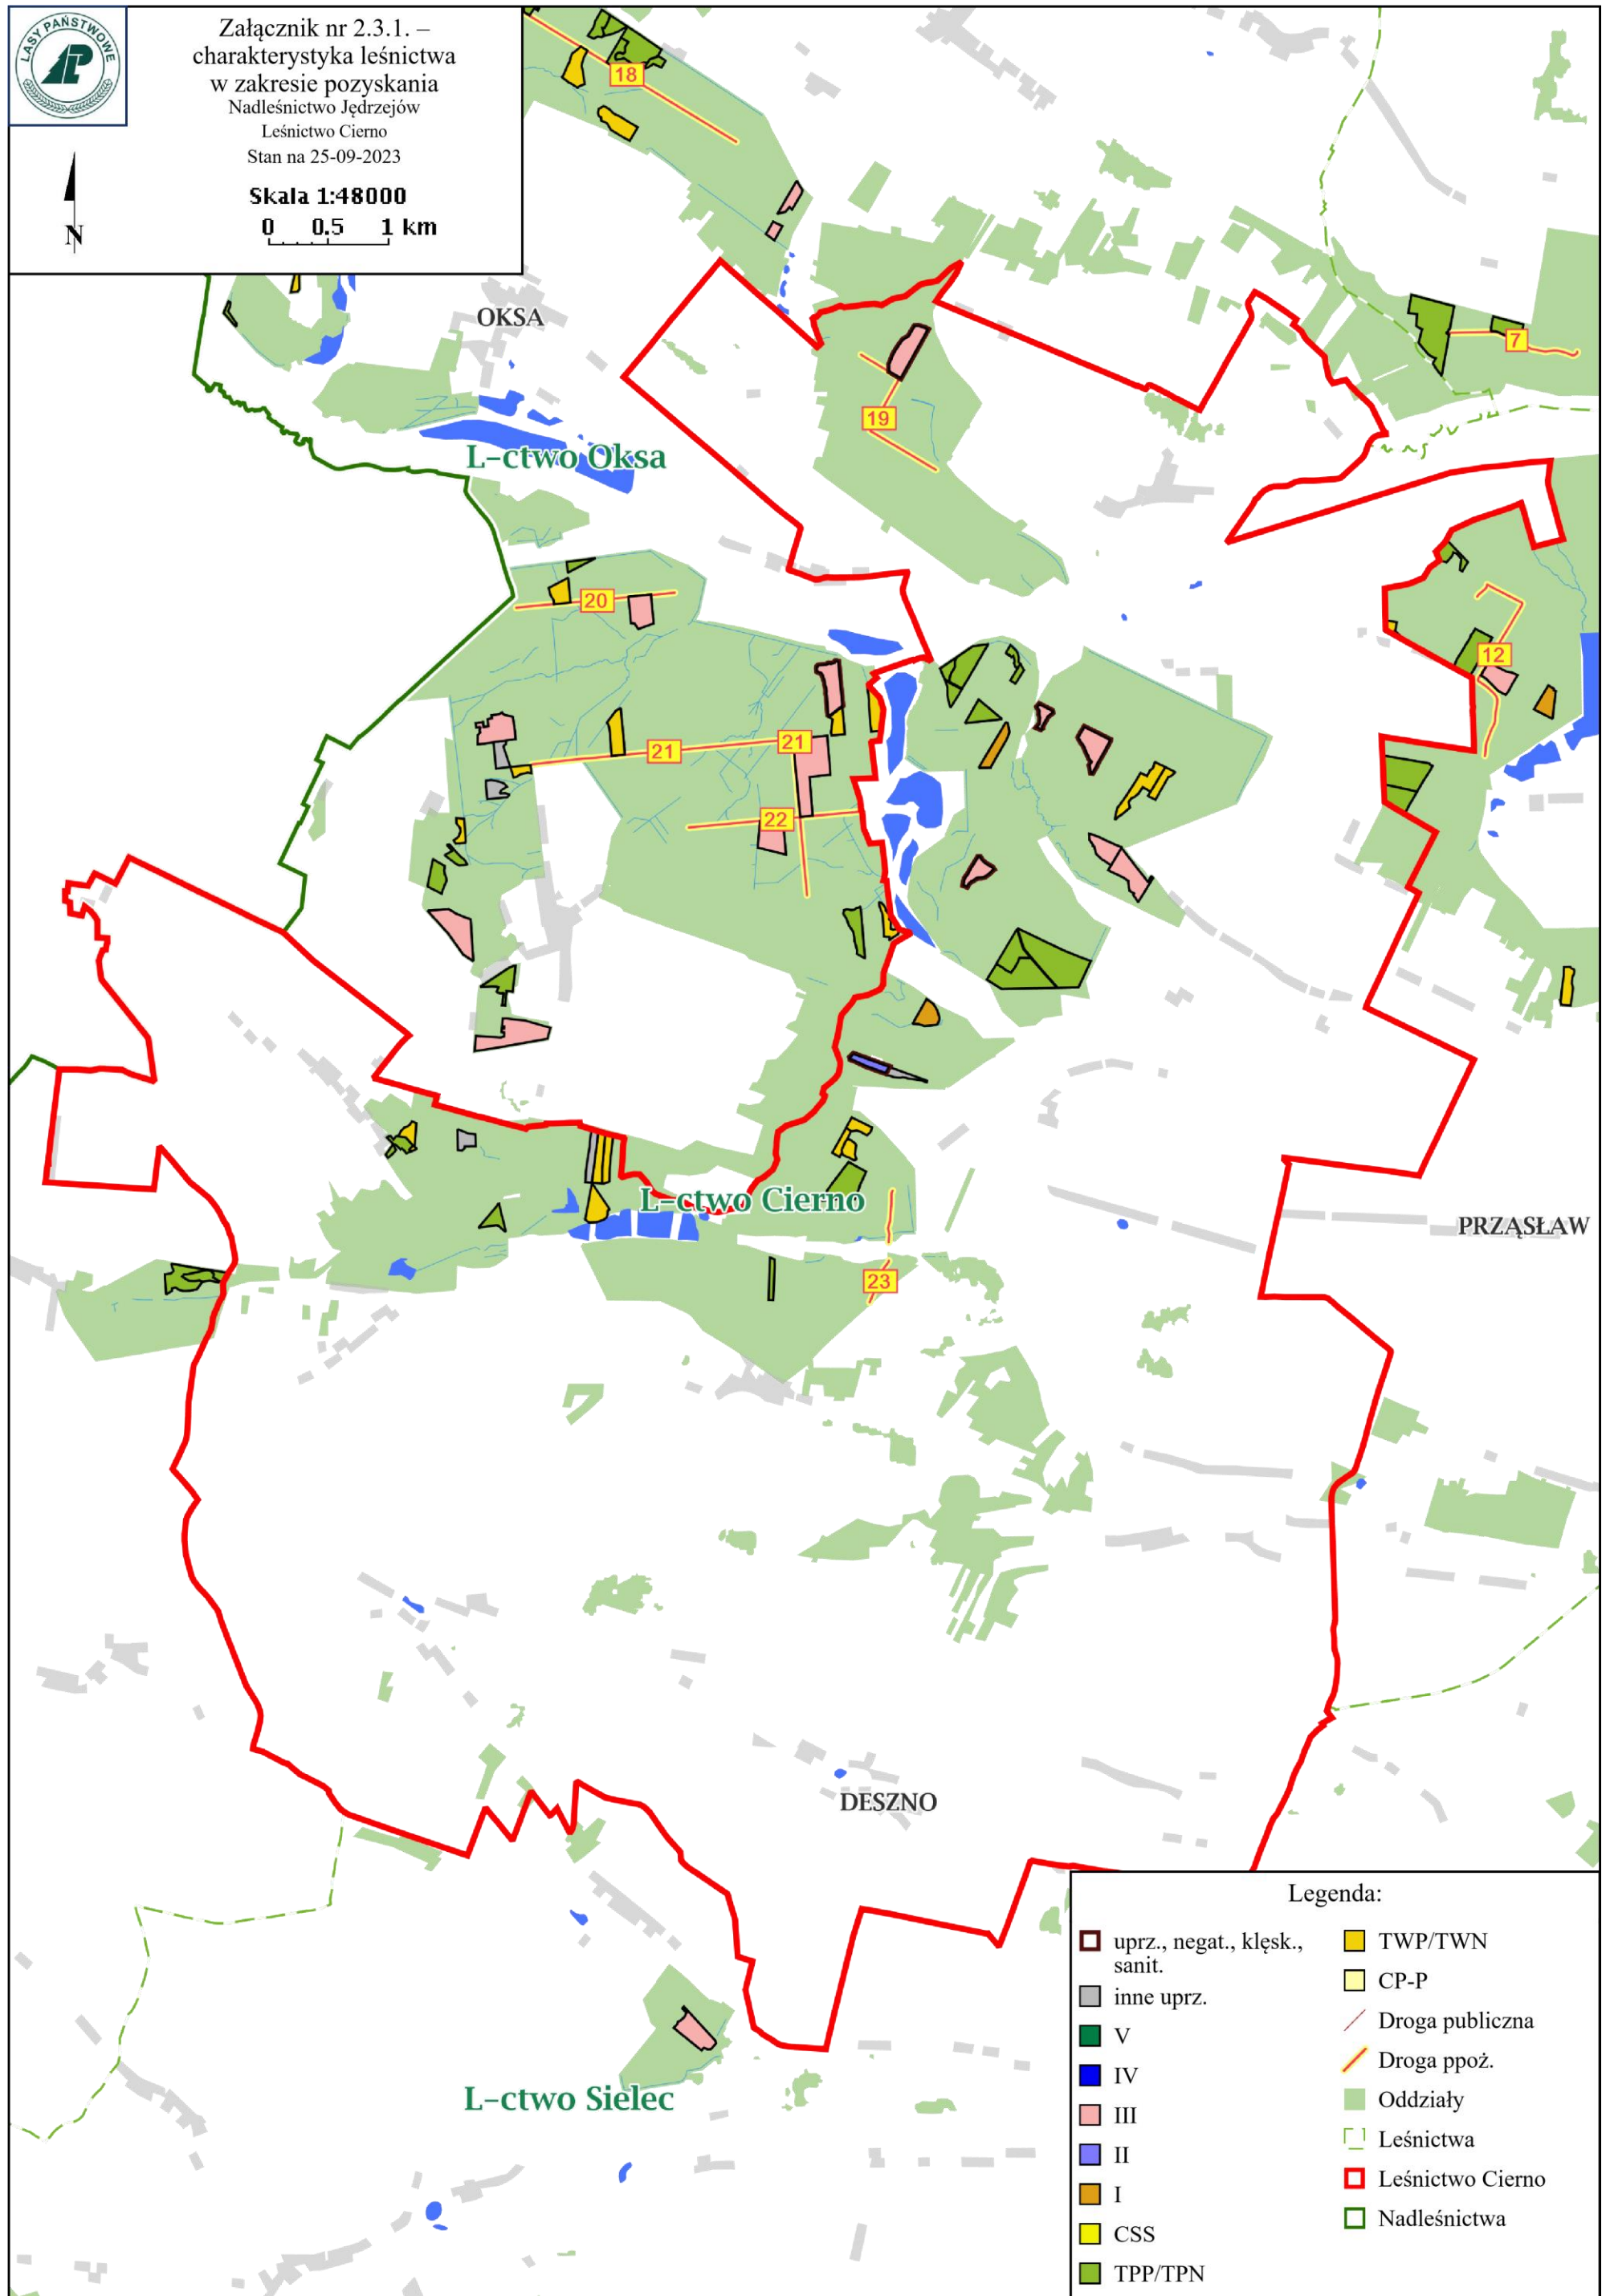 LASY PAŃSTWOWE
Załącznik nr 2.3.1. –
charakterystyka leśnictwa
w zakresie pozyskania
Nadleśnictwo Jędrzejów
Leśnictwo Cierno
Stan na 25-09-2023
Skala 1:48000
0 0.5 1 km
N
18
OKSA
7
19
L-ctwo Oksa
20
12
21
21
22
L-ctwo Cierno
PRZĄSŁAW
23
DESZNO
L-ctwo Sielec
Legenda:
uprz., negat., klęsk.,
sanit.
inne uprz.
V
IV
III
II
I
CSS
TPP/TPN
TWP/TWN
CP-P
Droga publiczna
Droga ppoż.
Oddziały
Leśnictwa
Leśnictwo Cierno
Nadleśnictwa